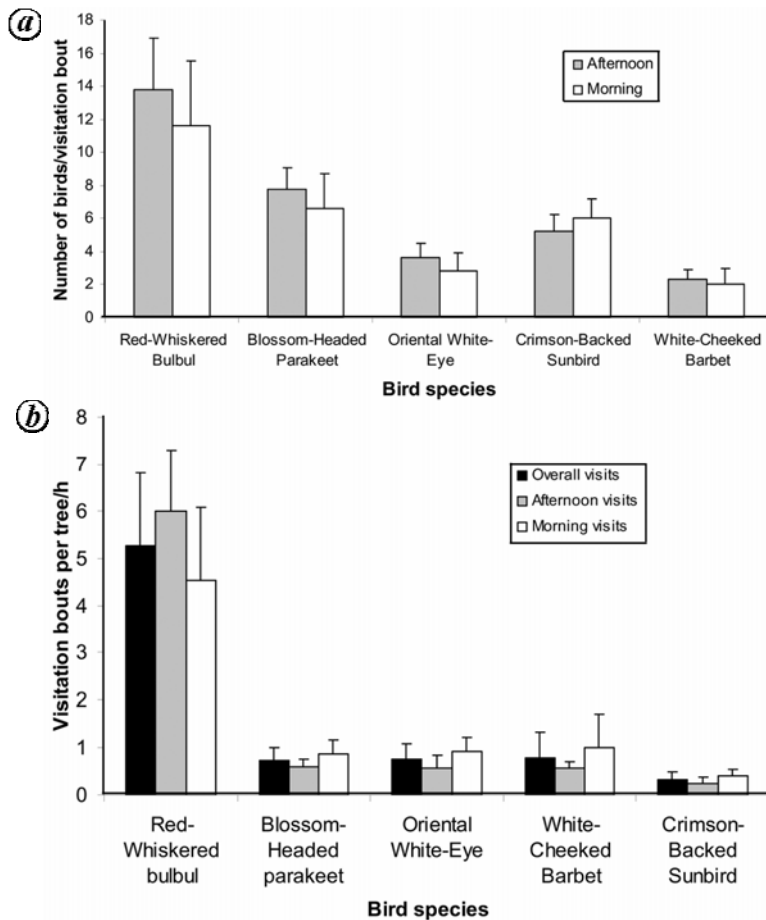 a
Number of birds/visitation bout
18
16
14
12
10
8
6
4
2
0
Afternoon
Morning
Red-Whiskered
Bulbul
Blossom-Headed
Parakeet
Oriental White-
Eye
Crimson-Backed
Sunbird
White-Cheeked
Barbet
Bird species
b
Visitation bouts per tree/h
8
7
6
5
4
3
2
1
0
Overall visits
Afternoon visits
Morning visits
Red-
Whiskered
bulbul
Blossom-
Headed
parakeet
Oriental
White-Eye
White-
Cheeked
Barbet
Crimson-
Backed
Sunbird
Bird species